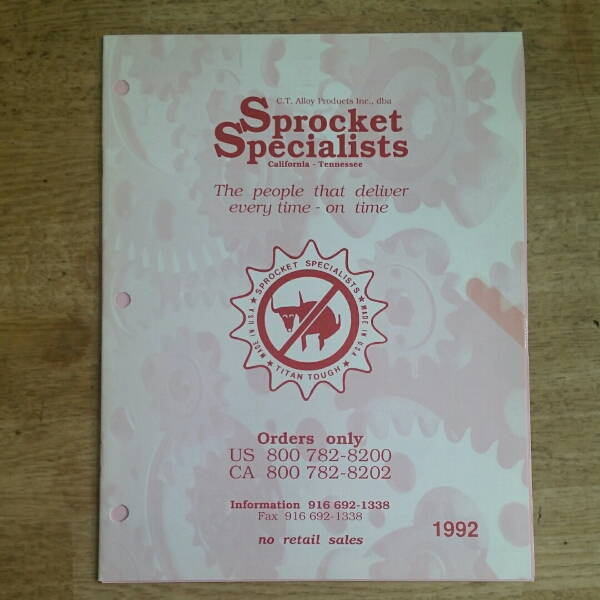 C.T. Alloy Products Inc., dba
Sprocket
Specialists
California - Tennessee
The people that deliver
every time - on time
SPROCKET SPECIALISTS
MADE IN USA
MADE IN USA
TITAN TOUGH
Orders only
US 800 782-8200
CA 800 782-8202
Information 916 692-1338
Fax 916 692-1338
no retail sales
1992